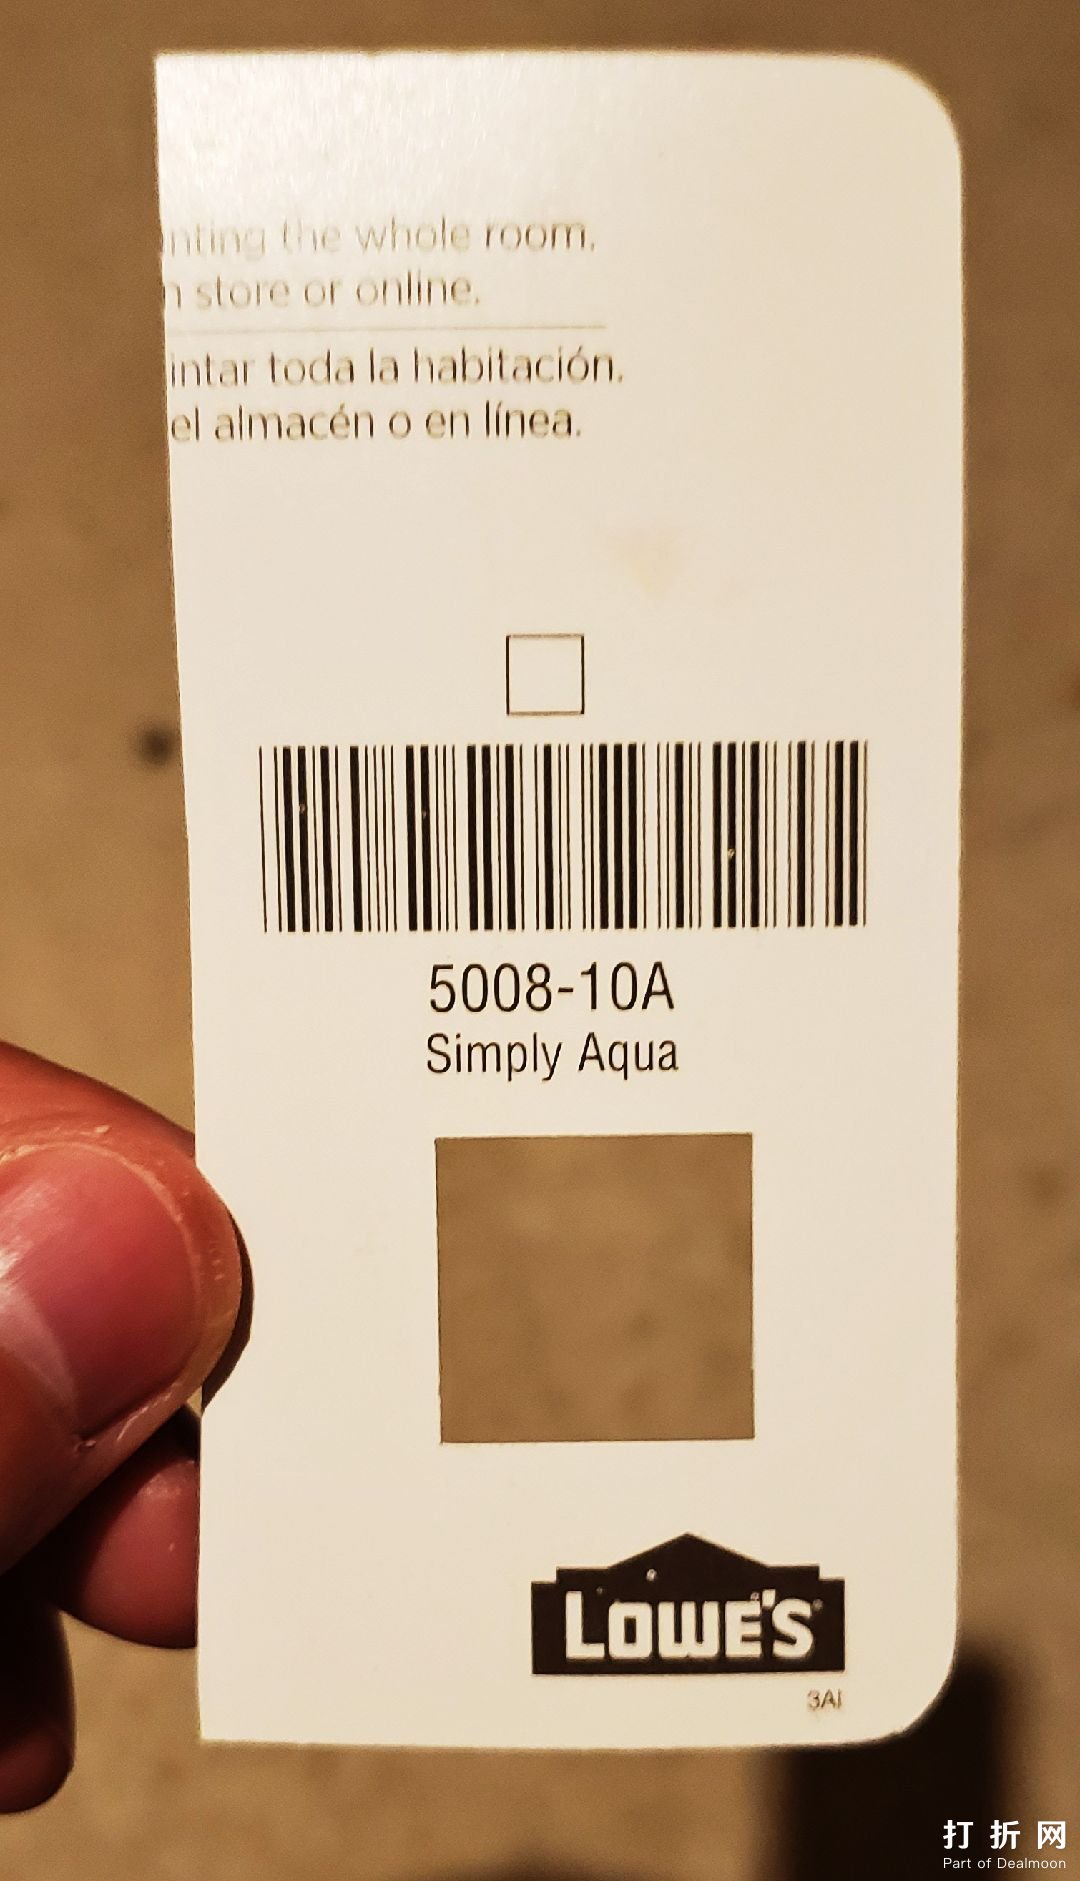 nting the whole room.
n store or online.
intar toda la habitación.
el almacén o en línea.
5008-10A
Simply Aqua
LOWE'S
3AI
打折网
Part of Dealmoon